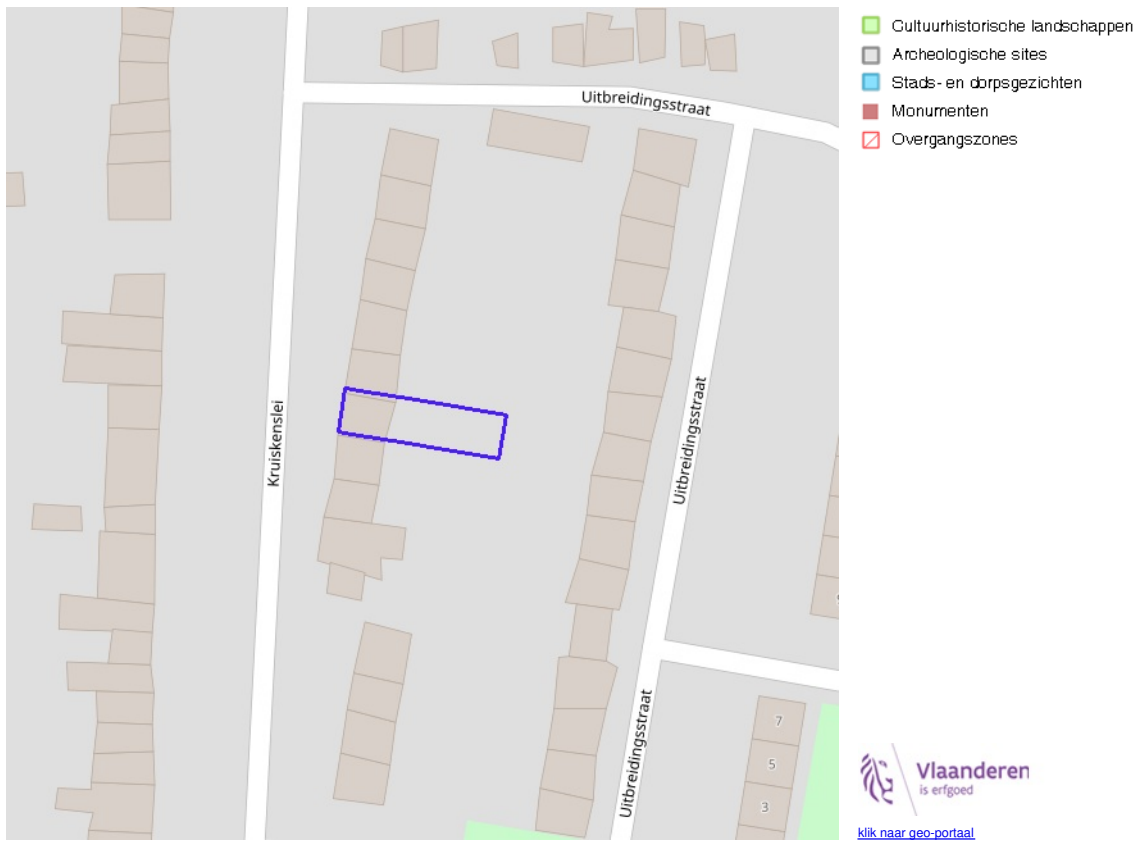 Uitbreidingsstraat
Kruiskenslei
Uitbreidingsstraat
Uitbreidingsstraat
7
5
3
Cultuurhistorische landschappen
Archeologische sites
Stads- en dorpsgezichten
Monumenten
Overgangszones
Vlaanderen
is erfgoed
klik naar geo-portaal